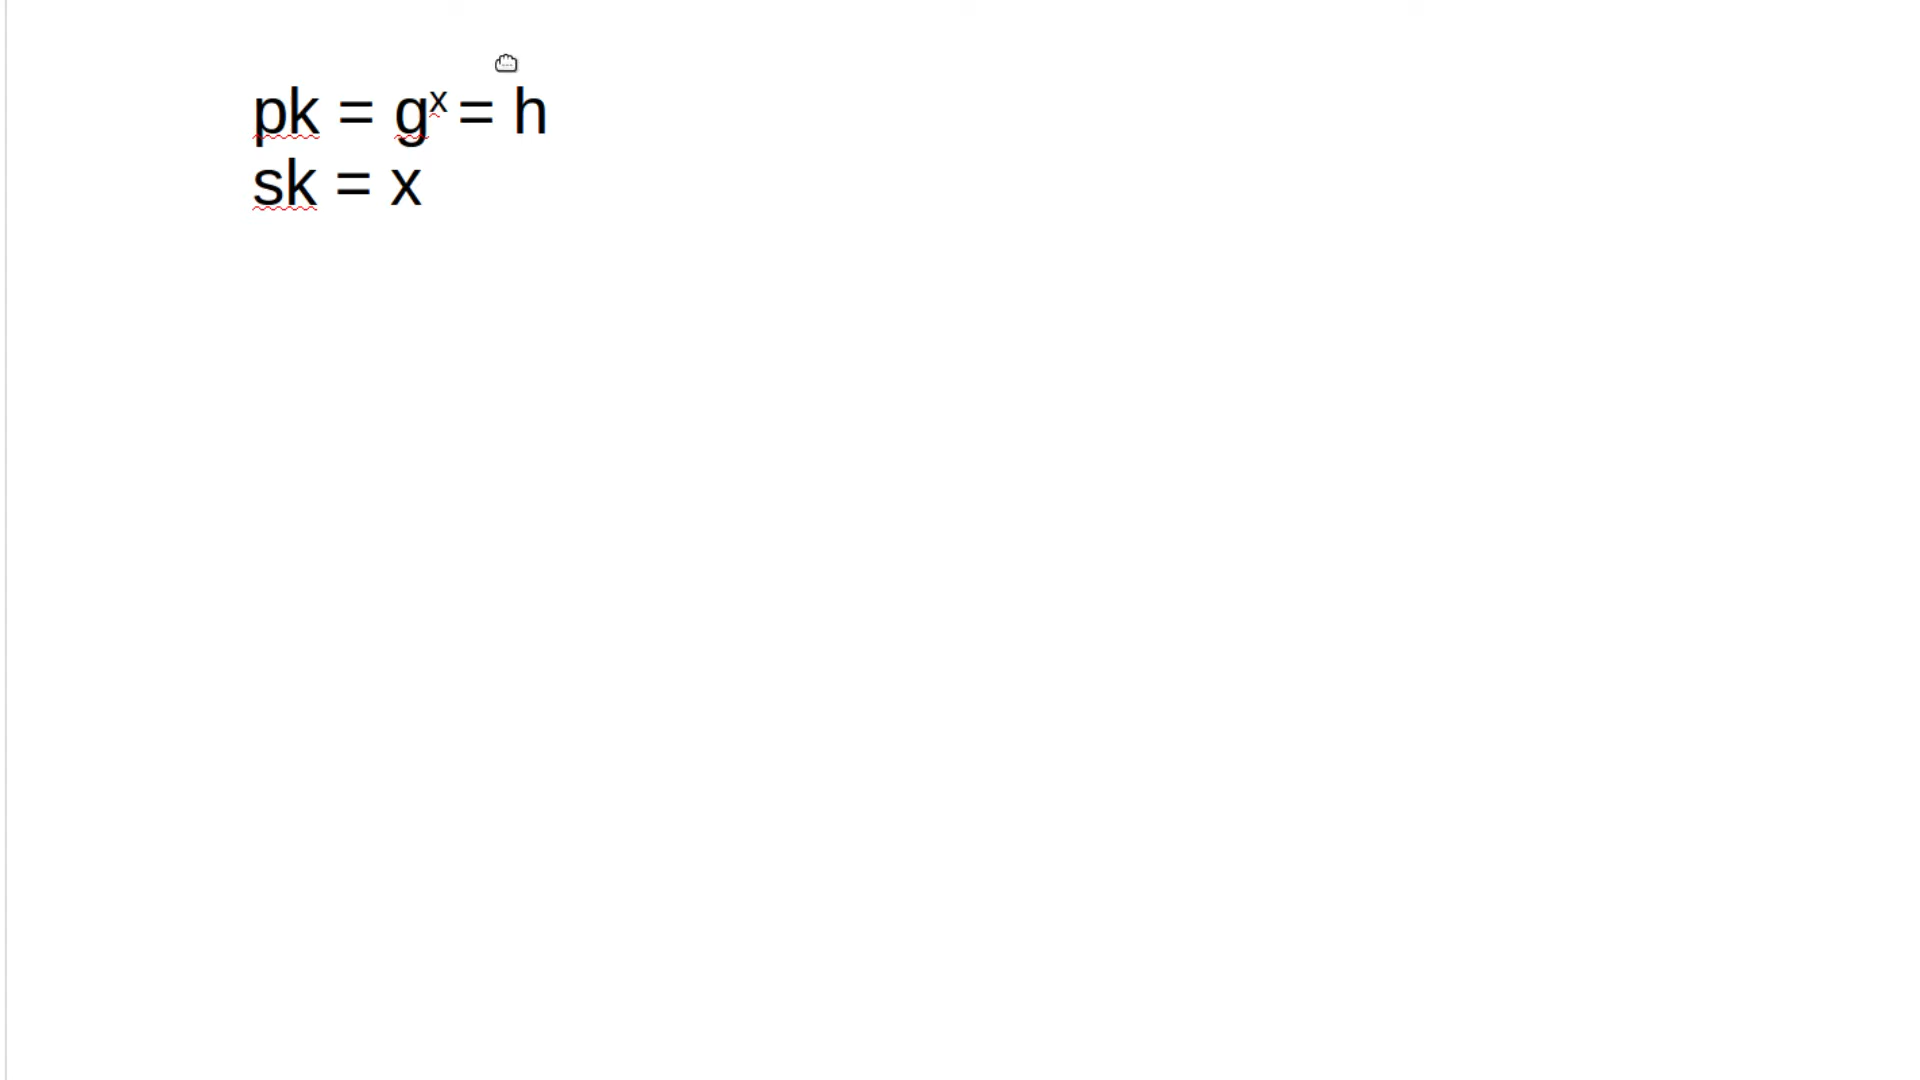 pk = gˣ = h
sk = x